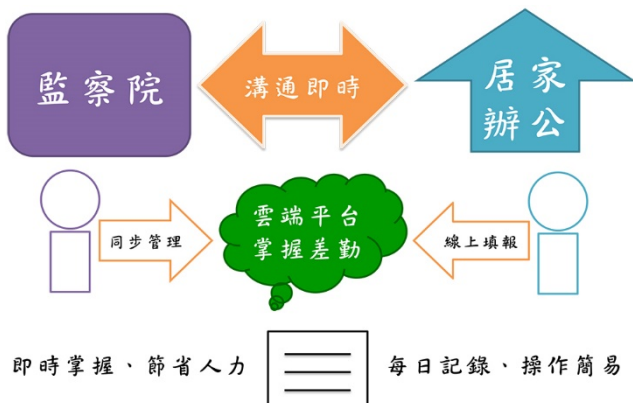 監察院
溝通即時
居家
辦公
同步管理
雲端平台
掌握差勤
線上填報
即時掌握、節省人力
每日記錄、操作簡易